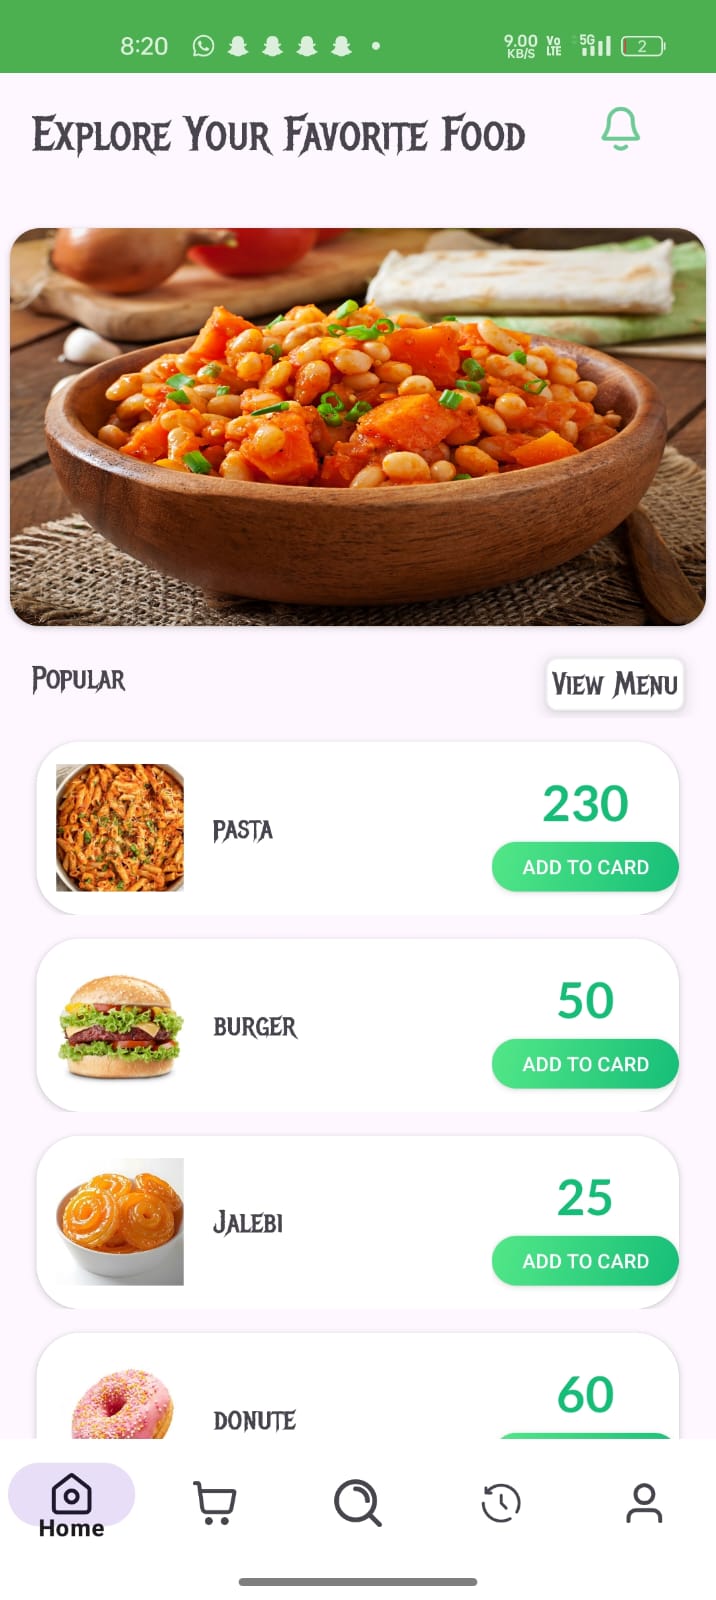 8:20
9.00 KB/S Vo LTE 5G 2
Explore Your Favorite Food
Popular
View Menu
PASTA
230
ADD TO CARD
BURGER
50
ADD TO CARD
Jalebi
25
ADD TO CARD
DONUTE
60
Home